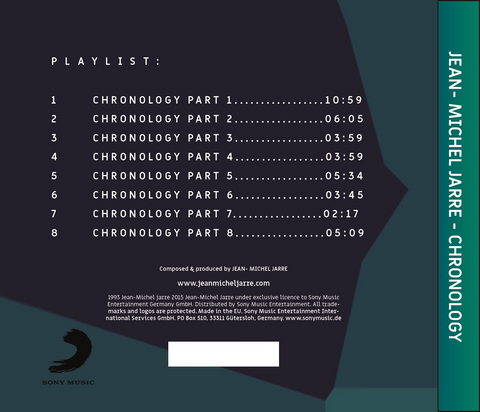 PLAYLIST:
1 CHRONOLOGY PART 1.................10:59
2 CHRONOLOGY PART 2.................06:05
3 CHRONOLOGY PART 3.................03:59
4 CHRONOLOGY PART 4.................03:59
5 CHRONOLOGY PART 5.................05:34
6 CHRONOLOGY PART 6.................03:45
7 CHRONOLOGY PART 7.................02:17
8 CHRONOLOGY PART 8.................05:09
Composed & produced by JEAN- MICHEL JARRE
www.jeanmicheljarre.com
1993 Jean-Michel Jarre 2015 Jean-Michel Jarre under exclusive licence to Sony Music
Entertainment Germany GmbH. Distributed by Sony Music Entertainment. All trade-
marks and logos are protected. Made in the EU. Sony Music Entertainment Inter-
national Services GmbH. PO Box 510, 33311 Gütersloh, Germany. www.sonymusic.de
SONY MUSIC
JEAN- MICHEL JARRE - CHRONOLOGY